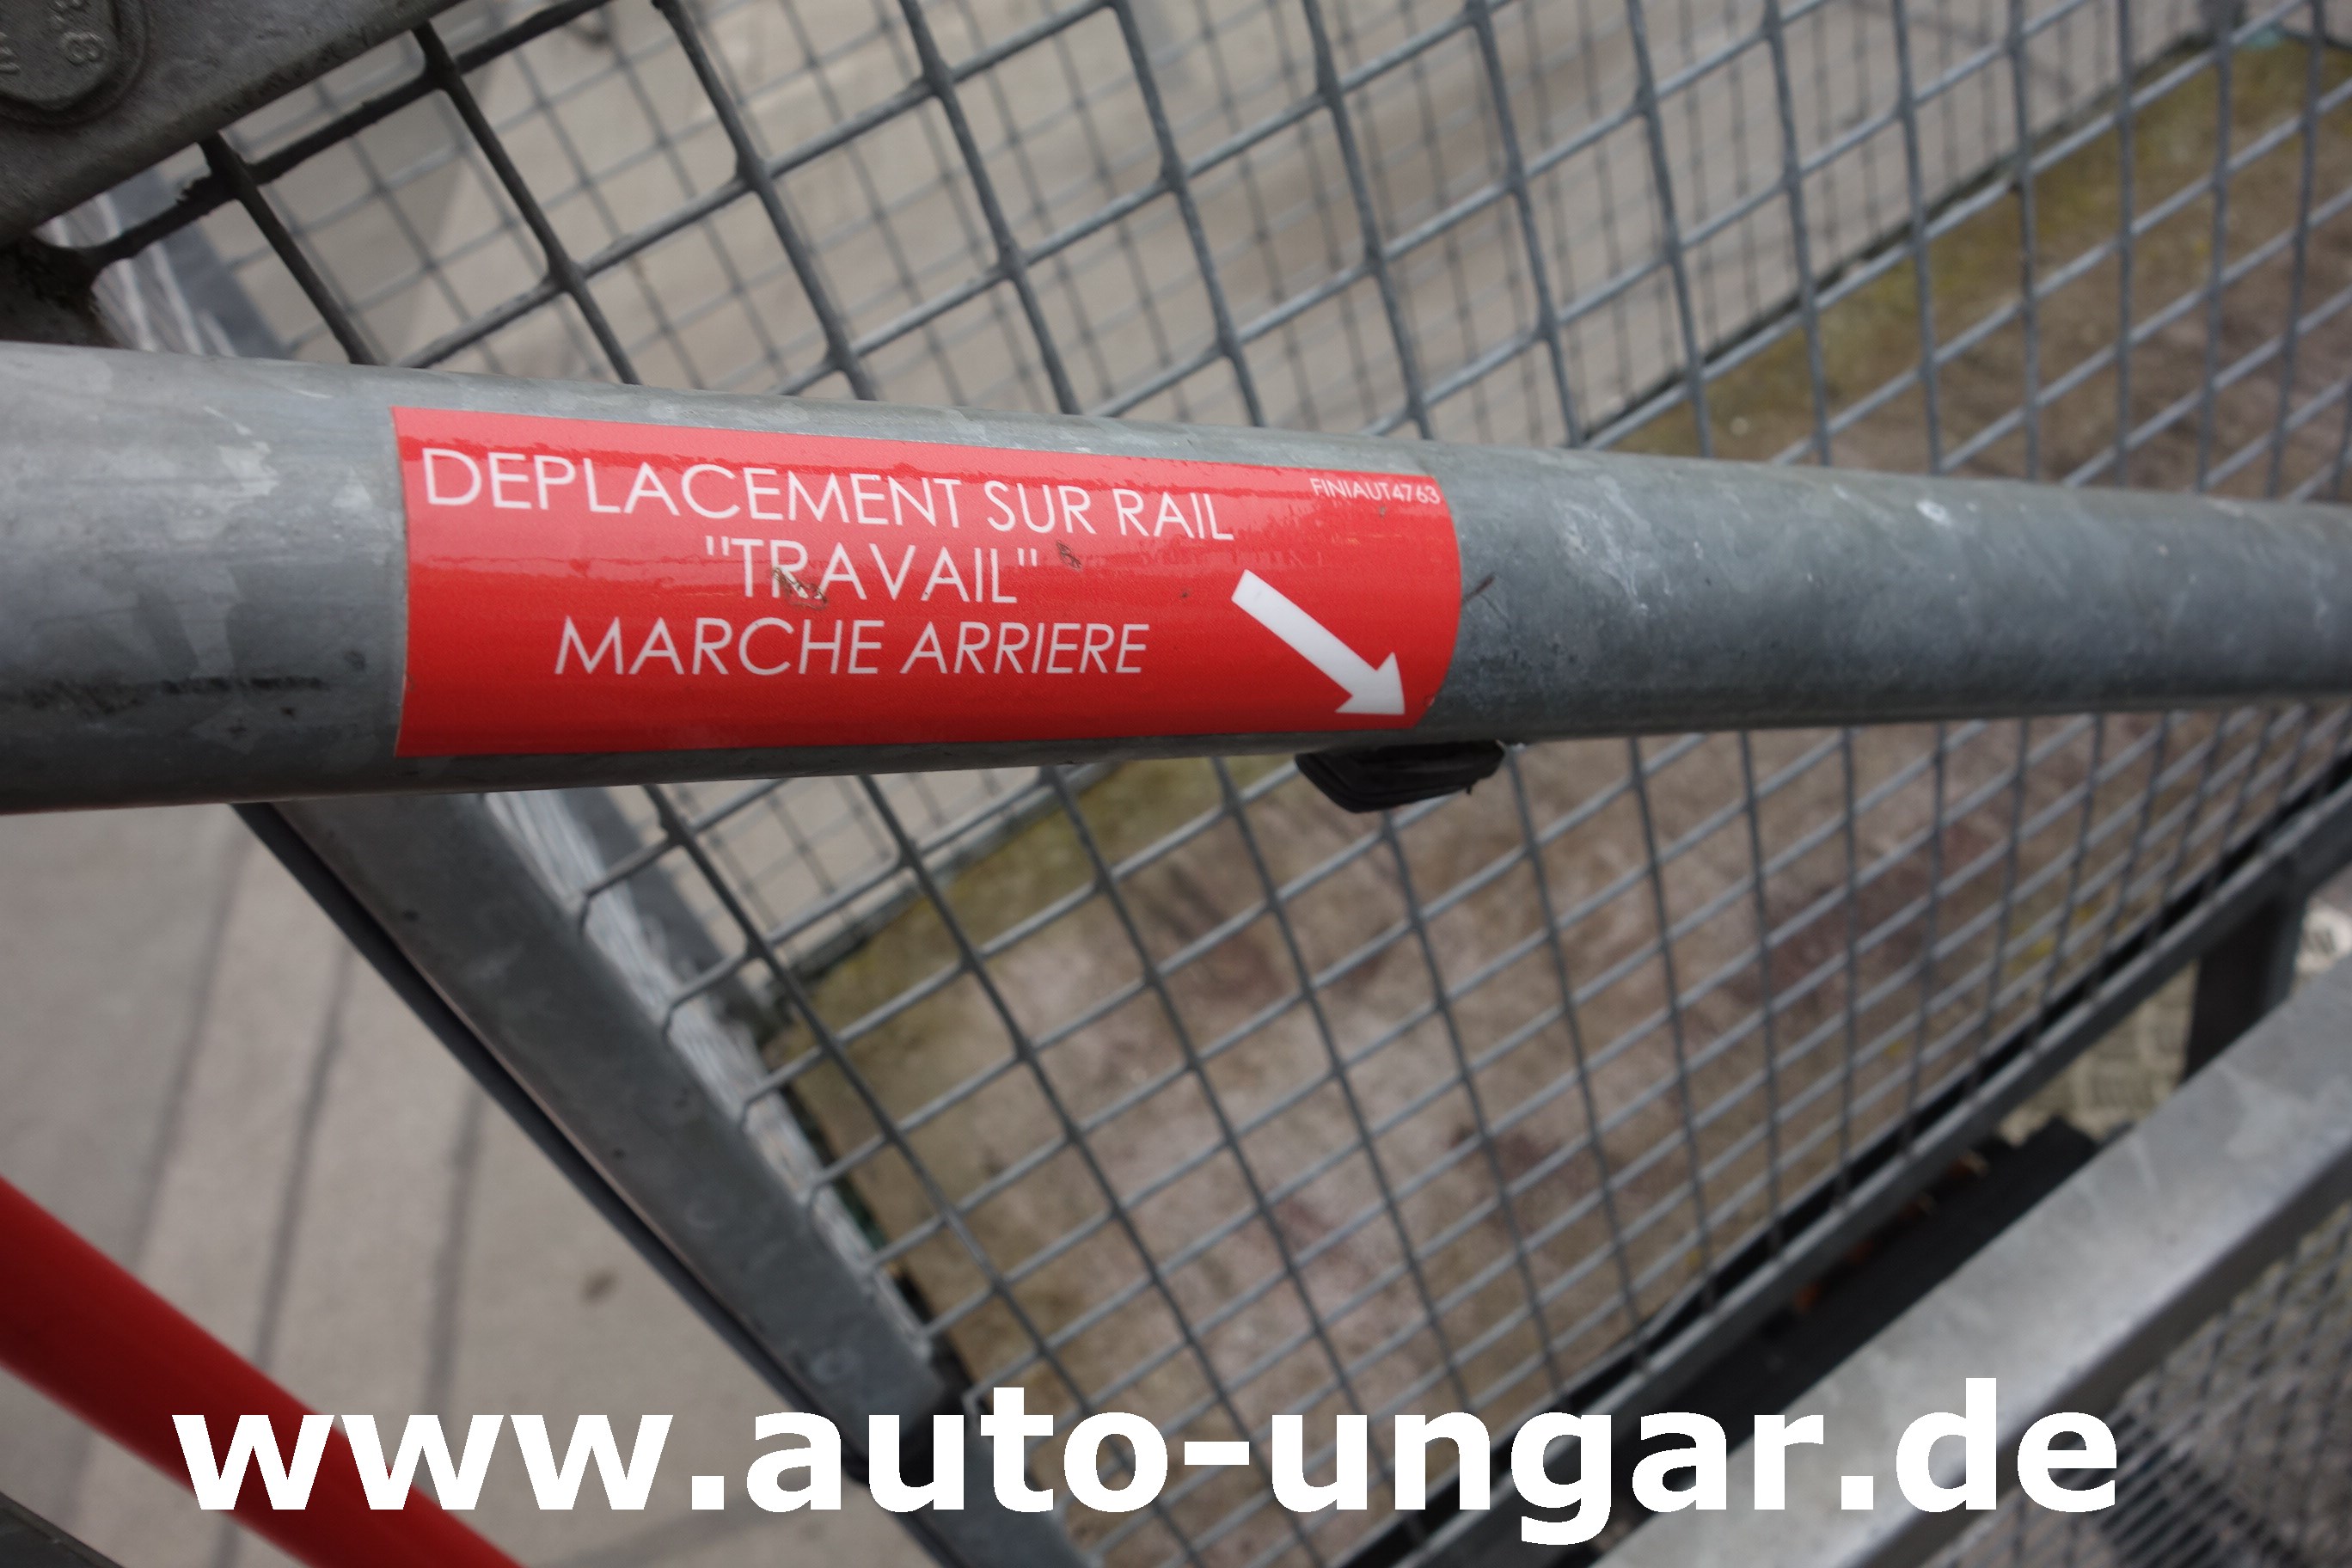 DEPLACEMENT SUR RAIL
FINIAUT4763
"TRAVAIL"
MARCHE ARRIERE
www.auto-ungar.de